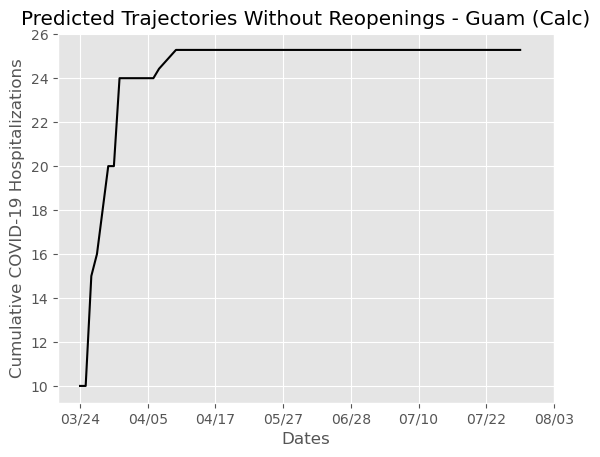 Predicted Trajectories Without Reopenings - Guam (Calc)
Cumulative COVID-19 Hospitalizations
26
24
22
20
18
16
14
12
10
03/24 04/05 04/17 05/27 06/28 07/10 07/22 08/03
Dates